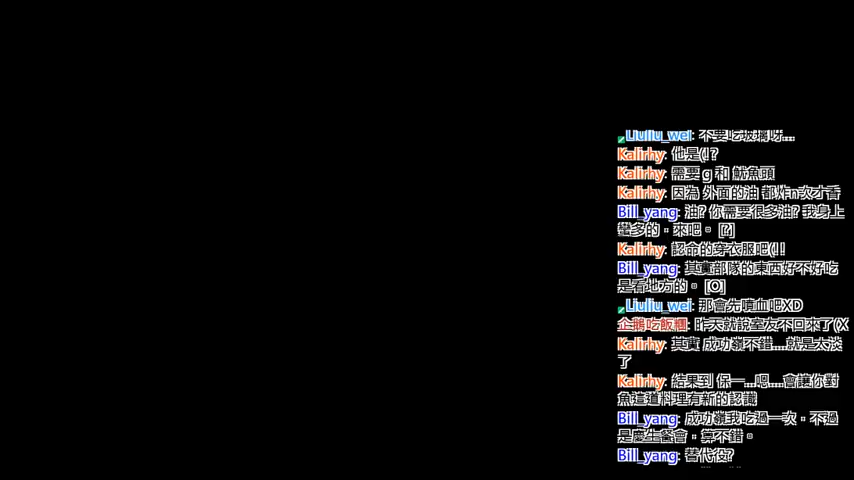 Liuliu_wei: 不要吃玻璃呀....
Kalirhy: 他是(!?
Kalirhy: 需要 g 和 魷魚頭
Kalirhy: 因為 外面的油 都炸n次才香
Bill_yang: 油? 你需要很多油? 我身上
蠻多的，來吧。 [?]
Kalirhy: 認命的穿衣服吧(!!
Bill_yang: 其實部隊的東西好不好吃
是看地方的。 [O]
Liuliu_wei: 那會先噴血吧XD
企鵝吃飯糰: 昨天就說室友不回來了(X
Kalirhy: 其實 成功嶺不錯....就是太淡
了
Kalirhy: 結果到 保一....嗯....會讓你對
魚這道料理有新的認識
Bill_yang: 成功嶺我吃過一次，不過
是慶生餐會，算不錯。
Bill_yang: 替代役?